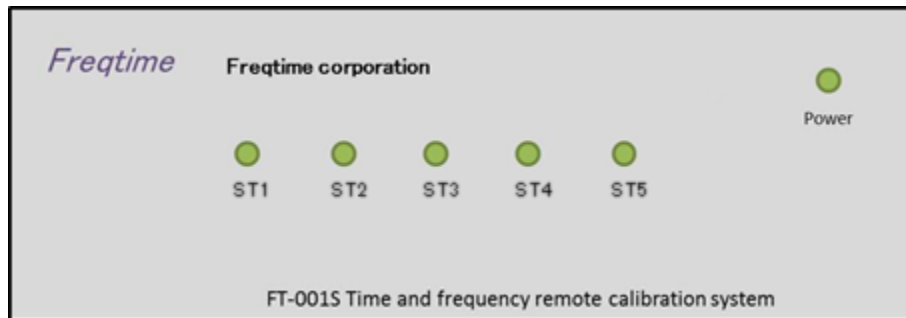 Freqtime
Freqtime corporation
Power
ST1 ST2 ST3 ST4 ST5
FT-001S Time and frequency remote calibration system